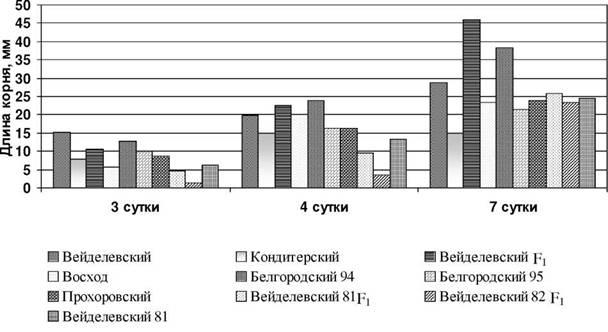 50
45
40
35
30
25
20
15
10
5
0
Длина корня, мм
3 сутки 4 сутки 7 сутки
Вейделевский Кондитерский Вейделевский F1
Восход Белгородский 94 Белгородский 95
Прохоровский Вейделевский 81F1 Вейделевский 82 F1
Вейделевский 81